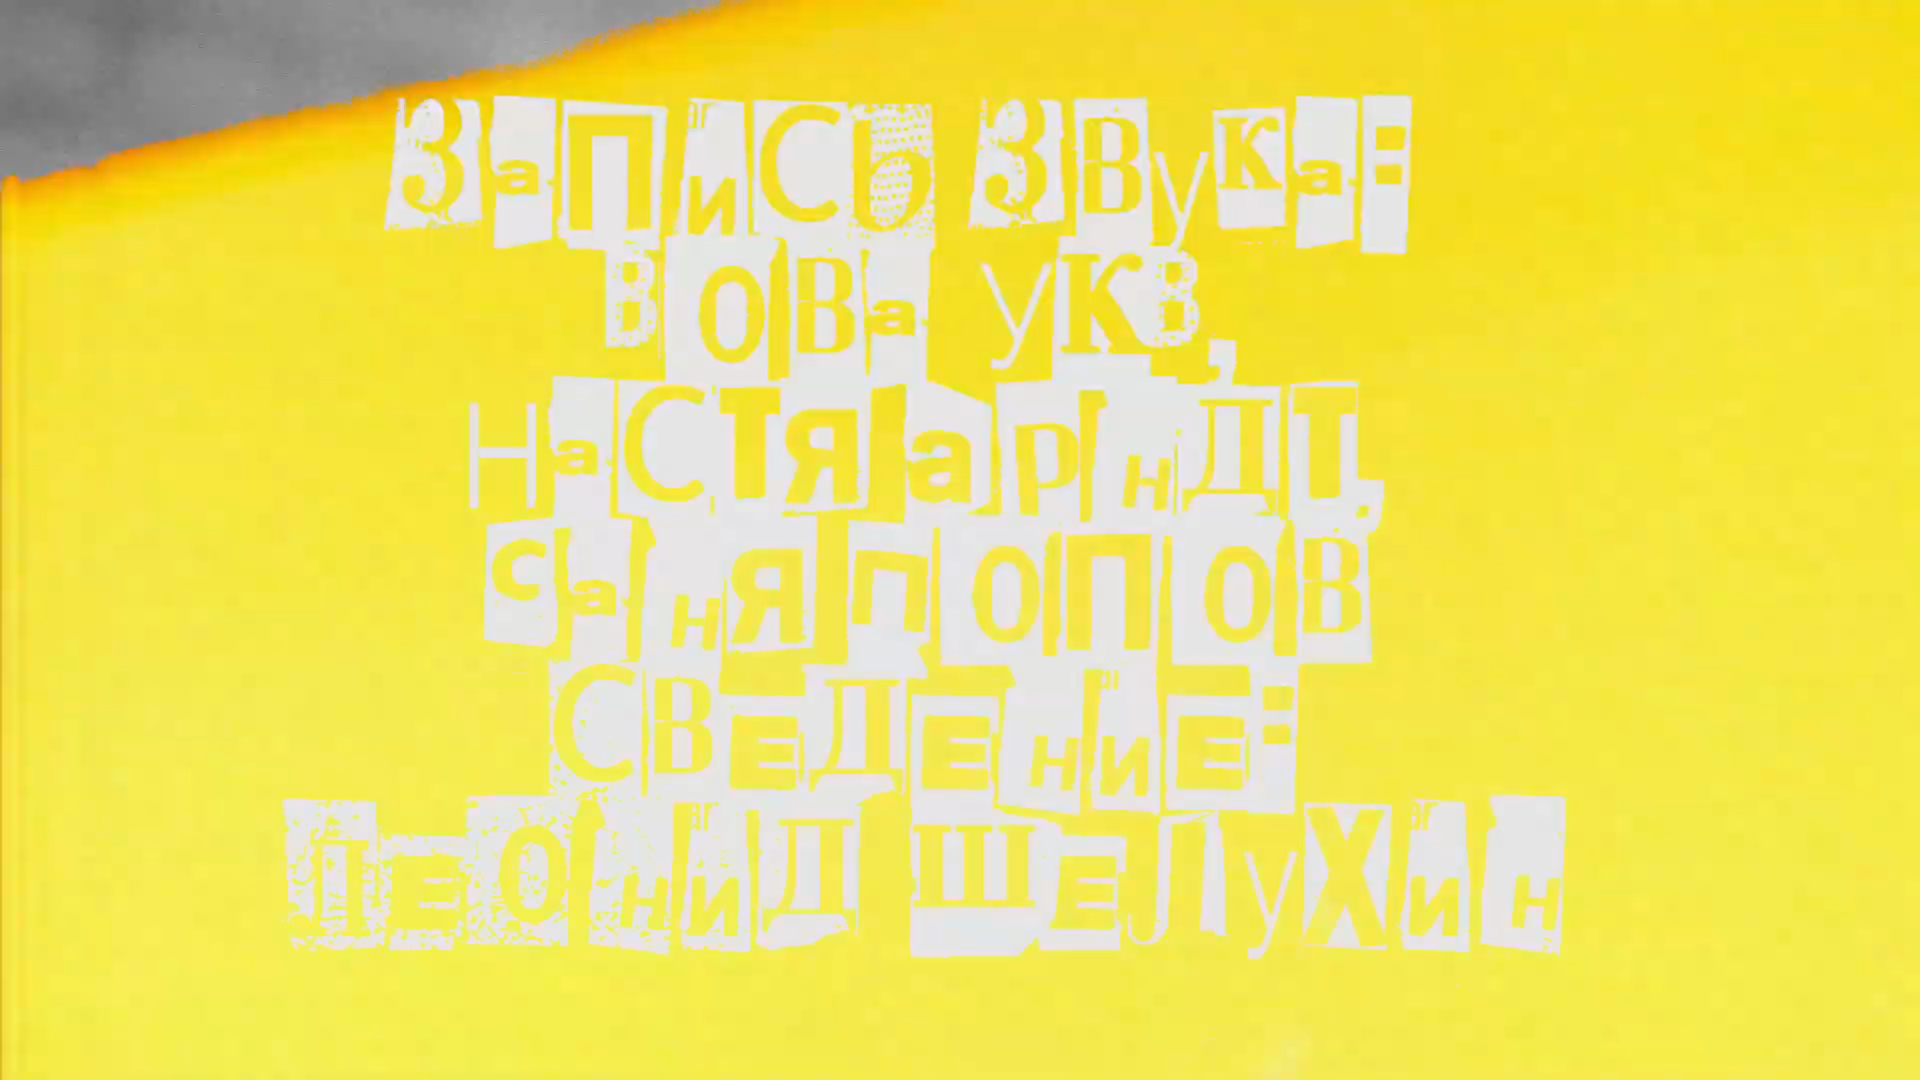 Запись звука:
Вова УКВ,
Настя Арндт,
Саня Попов
Сведение:
Леонид Шелухин